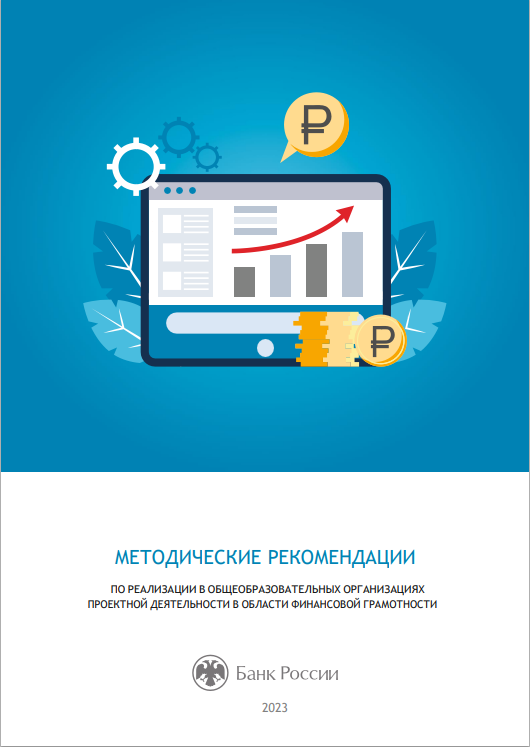 ₽
₽
МЕТОДИЧЕСКИЕ РЕКОМЕНДАЦИИ
ПО РЕАЛИЗАЦИИ В ОБЩЕОБРАЗОВАТЕЛЬНЫХ ОРГАНИЗАЦИЯХ
ПРОЕКТНОЙ ДЕЯТЕЛЬНОСТИ В ОБЛАСТИ ФИНАНСОВОЙ ГРАМОТНОСТИ
Банк России
2023